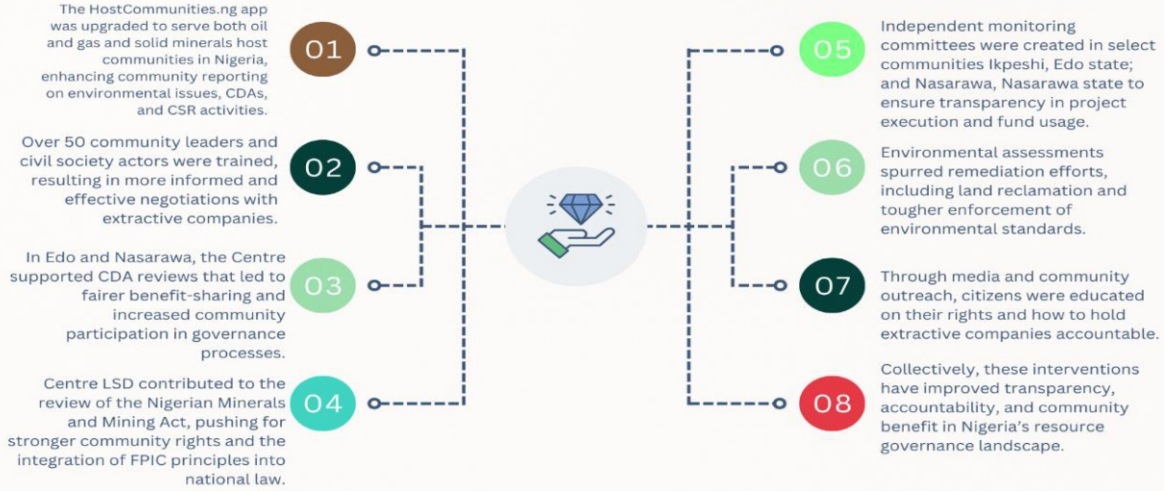 The HostCommunities.ng app
was upgraded to serve both oil
and gas and solid minerals host
communities in Nigeria,
enhancing community reporting
on environmental issues, CDAs,
and CSR activities.
01
Over 50 community leaders and
civil society actors were trained,
resulting in more informed and
effective negotiations with
extractive companies.
02
In Edo and Nasarawa, the Centre
supported CDA reviews that led to
fairer benefit-sharing and
increased community
participation in governance
processes.
03
Centre LSD contributed to the
review of the Nigerian Minerals
and Mining Act, pushing for
stronger community rights and the
integration of FPIC principles into
national law.
04
05
Independent monitoring
committees were created in select
communities Ikpeshi, Edo state;
and Nasarawa, Nasarawa state to
ensure transparency in project
execution and fund usage.
06
Environmental assessments
spurred remediation efforts,
including land reclamation and
tougher enforcement of
environmental standards.
07
Through media and community
outreach, citizens were educated
on their rights and how to hold
extractive companies accountable.
08
Collectively, these interventions
have improved transparency,
accountability, and community
benefit in Nigeria's resource
governance landscape.